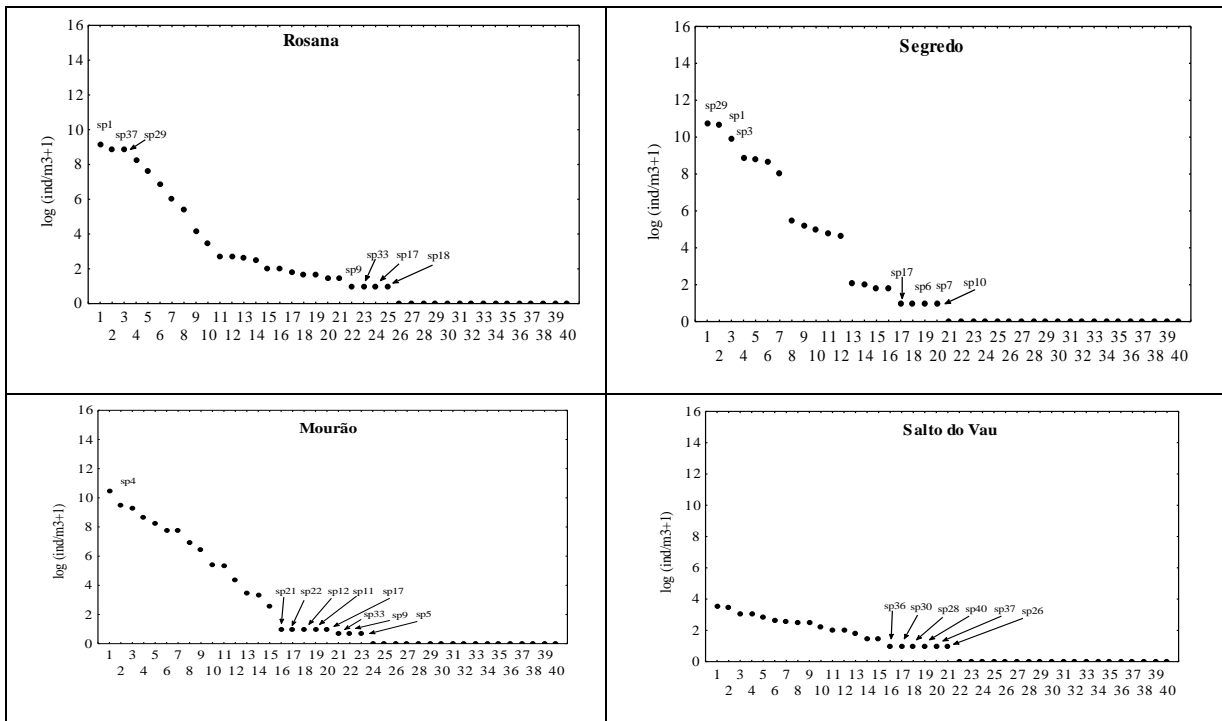 Rosana
16
14
12
10
8
6
4
2
0
log (ind/m3+1)
sp1
sp37 sp29
sp9 sp33 sp17 sp18
1 3 5 7 9 11 13 15 17 19 21 23 25 27 29 31 33 35 37 39
2 4 6 8 10 12 14 16 18 20 22 24 26 28 30 32 34 36 38 40
Segredo
16
14
12
10
8
6
4
2
0
log (ind/m3+1)
sp29
sp1
sp3
sp17 sp6 sp7 sp10
1 3 5 7 9 11 13 15 17 19 21 23 25 27 29 31 33 35 37 39
2 4 6 8 10 12 14 16 18 20 22 24 26 28 30 32 34 36 38 40
Mourão
16
14
12
10
8
6
4
2
0
log (ind/m3+1)
sp4
sp21 sp22 sp12 sp11 sp17
sp33 sp9 sp5
1 3 5 7 9 11 13 15 17 19 21 23 25 27 29 31 33 35 37 39
2 4 6 8 10 12 14 16 18 20 22 24 26 28 30 32 34 36 38 40
Salto do Vau
16
14
12
10
8
6
4
2
0
log (ind/m3+1)
sp36 sp30 sp28 sp40 sp37 sp26
1 3 5 7 9 11 13 15 17 19 21 23 25 27 29 31 33 35 37 39
2 4 6 8 10 12 14 16 18 20 22 24 26 28 30 32 34 36 38 40